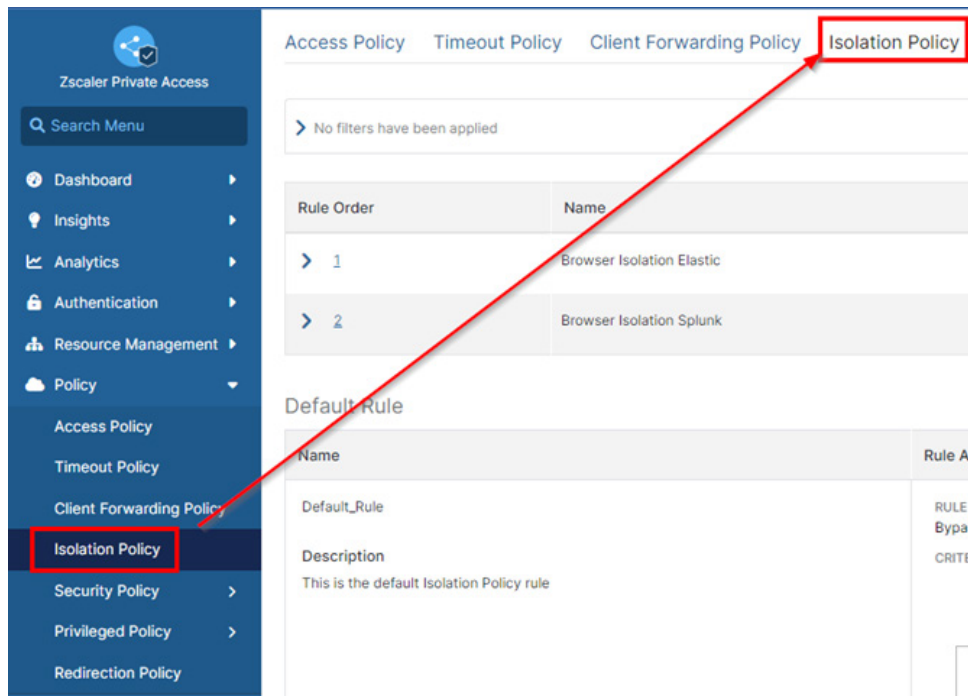 Zscaler Private Access
Search Menu
Dashboard
Insights
Analytics
Authentication
Resource Management
Policy
Access Policy
Timeout Policy
Client Forwarding Policy
Isolation Policy
Security Policy
Privileged Policy
Redirection Policy
Access Policy Timeout Policy Client Forwarding Policy Isolation Policy
No filters have been applied
Rule Order Name
1 Browser Isolation Elastic
2 Browser Isolation Splunk
Default Rule
Name Rule A
Default_Rule RULE
Bypa
Description CRITE
This is the default Isolation Policy rule